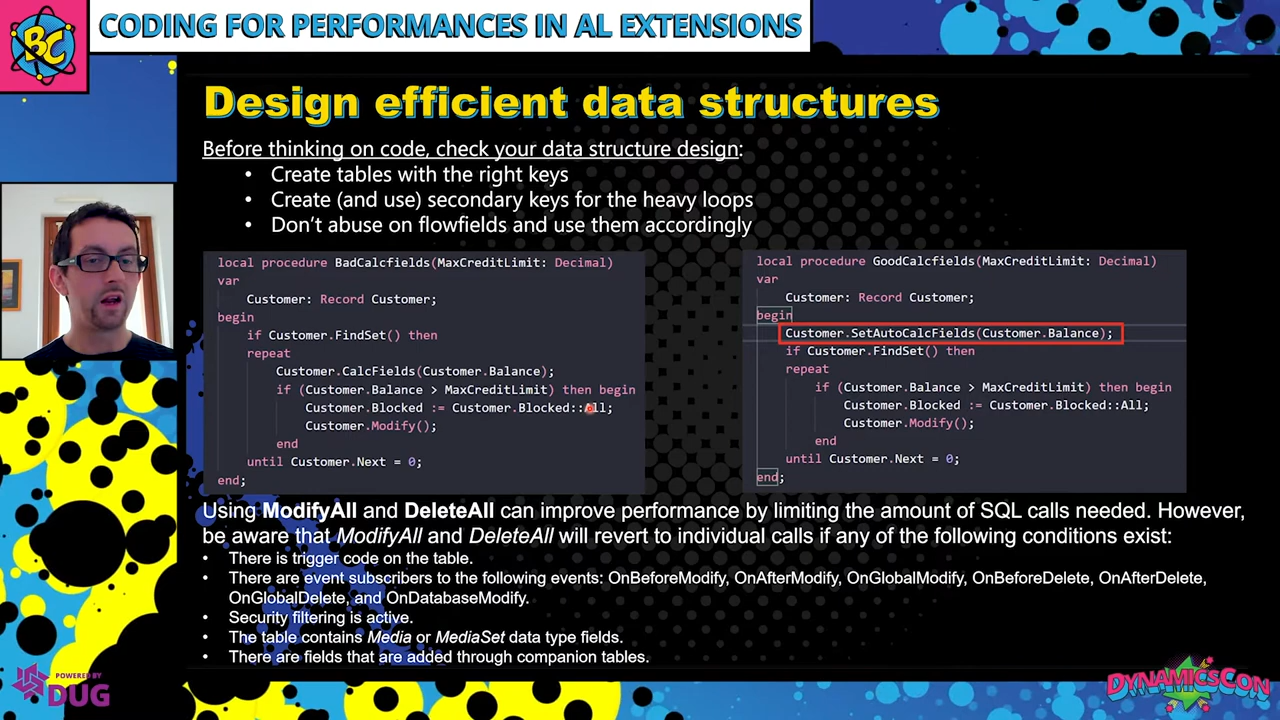 BC
CODING FOR PERFORMANCES IN AL EXTENSIONS
Design efficient data structures
Before thinking on code, check your data structure design:
• Create tables with the right keys
• Create (and use) secondary keys for the heavy loops
• Don't abuse on flowfields and use them accordingly
local procedure BadCalcfields(MaxCreditLimit: Decimal)
var
Customer: Record Customer;
begin
if Customer.FindSet() then
repeat
Customer.CalcFields(Customer.Balance);
if (Customer.Balance > MaxCreditLimit) then begin
Customer.Blocked := Customer.Blocked::All;
Customer.Modify();
end
until Customer.Next = 0;
end;
local procedure GoodCalcfields(MaxCreditLimit: Decimal)
var
Customer: Record Customer;
begin
Customer.SetAutoCalcFields(Customer.Balance);
if Customer.FindSet() then
repeat
if (Customer.Balance > MaxCreditLimit) then begin
Customer.Blocked := Customer.Blocked::All;
Customer.Modify();
end
until Customer.Next = 0;
end;
Using ModifyAll and DeleteAll can improve performance by limiting the amount of SQL calls needed. However,
be aware that ModifyAll and DeleteAll will revert to individual calls if any of the following conditions exist:
• There is trigger code on the table.
• There are event subscribers to the following events: OnBeforeModify, OnAfterModify, OnGlobalModify, OnBeforeDelete, OnAfterDelete,
OnGlobalDelete, and OnDatabaseModify.
• Security filtering is active.
• The table contains Media or MediaSet data type fields.
• There are fields that are added through companion tables.
POWERED BY
DUG
DYNAMICSCON